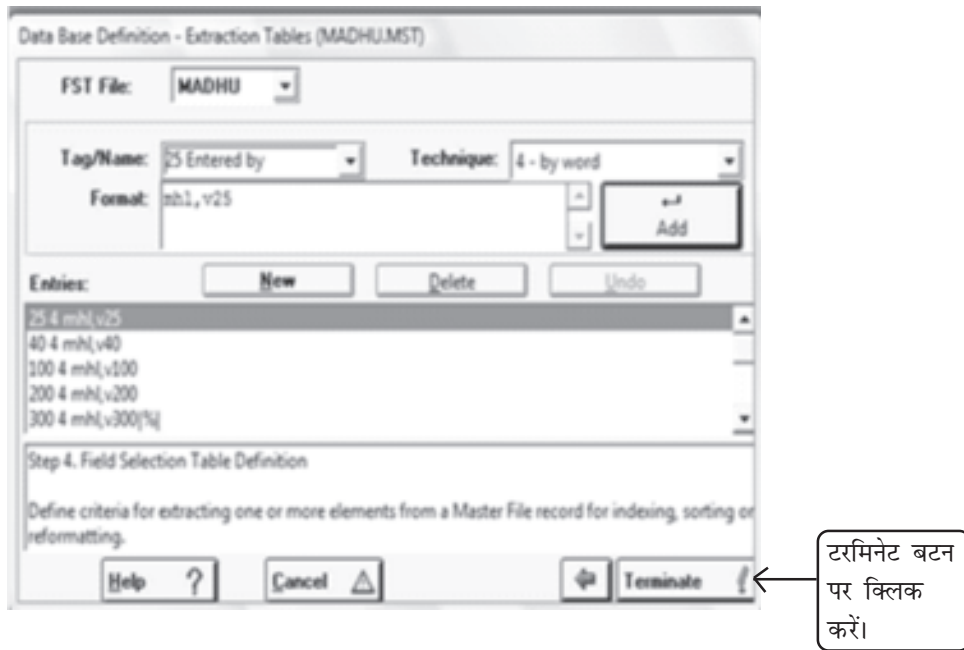 Data Base Definition - Extraction Tables (MADHU.MST)
FST File: MADHU
Tag/Name: 25 Entered by Technique: 4 - by word
Format: mhl,v25
Add
Entries: New Delete Undo
25 4 mhl,v25
40 4 mhl,v40
100 4 mhl,v100
200 4 mhl,v200
300 4 mhl,v300|%|
Step 4. Field Selection Table Definition
Define criteria for extracting one or more elements from a Master File record for indexing, sorting or
reformatting.
Help ? Cancel Terminate
टरमिनेट बटन
पर क्लिक
करें।